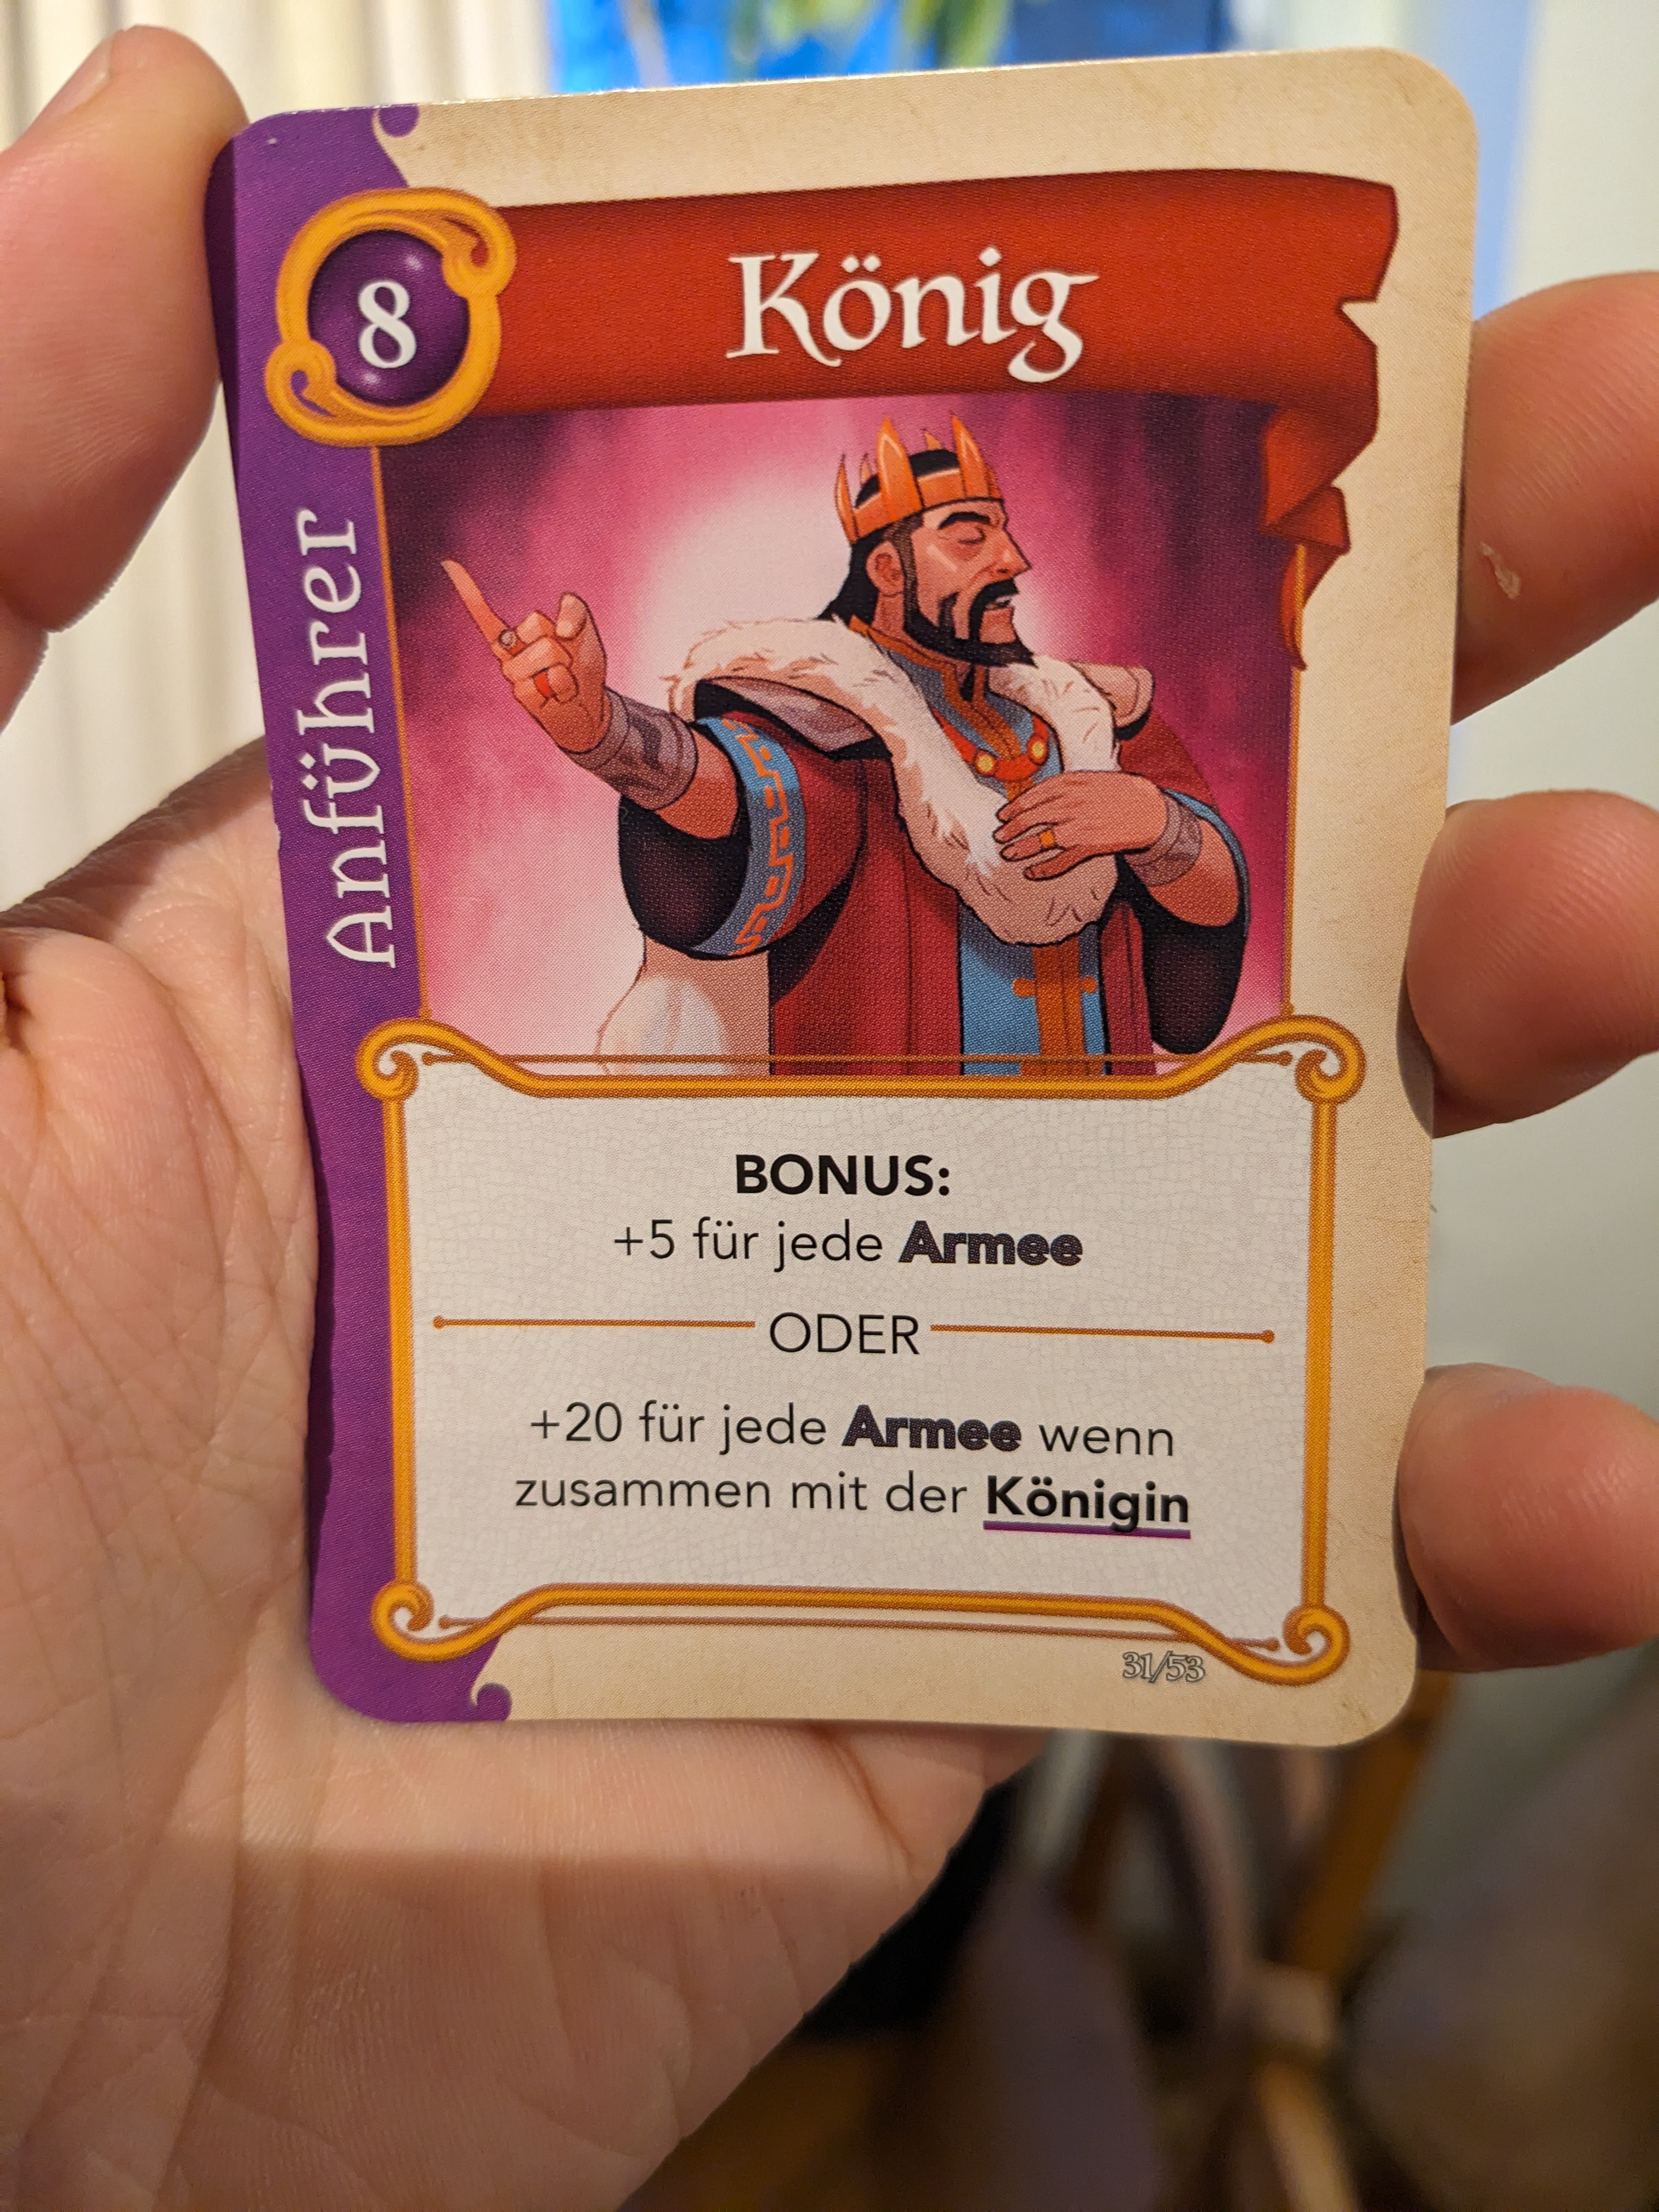 8
König
Anführer
BONUS:
+5 für jede Armee
ODER
+20 für jede Armee wenn
zusammen mit der Königin
31/53